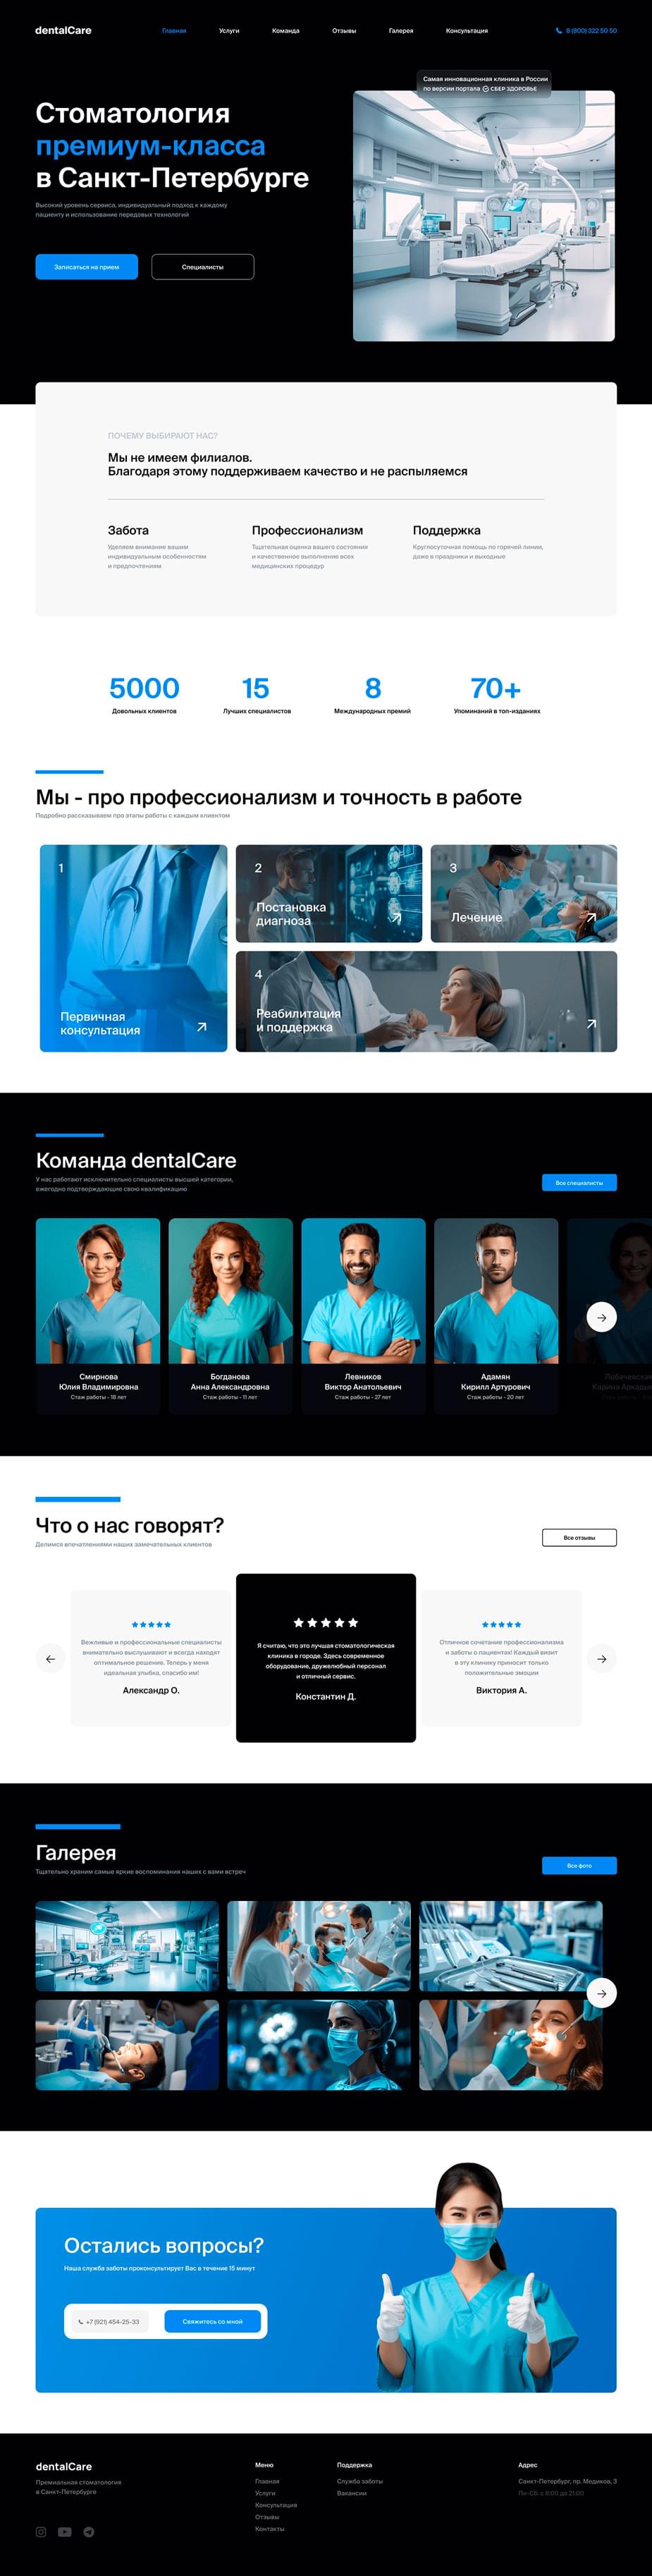 dentalCare
Главная
Услуги
Команда
Отзывы
Галерея
Консультация
8 (800) 322 50 50
Самая инновационная клиника в России
по версии портала СБЕР ЗДОРОВЬЕ
Стоматология
премиум-класса
в Санкт-Петербурге
Высокий уровень сервиса, индивидуальный подход к каждому
пациенту и использование передовых технологий
Записаться на прием
Специалисты
ПОЧЕМУ ВЫБИРАЮТ НАС?
Мы не имеем филиалов.
Благодаря этому поддерживаем качество и не распыляемся
Забота
Уделяем внимание вашим
индивидуальным особенностям
и предпочтениям
Профессионализм
Тщательная оценка вашего состояния
и качественное выполнение всех
медицинских процедур
Поддержка
Круглосуточная помощь по горячей линии,
даже в праздники и выходные
5000
Довольных клиентов
15
Лучших специалистов
8
Международных премий
70+
Упоминаний в топ-изданиях
Мы - про профессионализм и точность в работе
Подробно рассказываем про этапы работы с каждым клиентом
1
Первичная
консультация
2
Постановка
диагноза
3
Лечение
4
Реабилитация
и поддержка
Команда dentalCare
У нас работают исключительно специалисты высшей категории,
ежегодно подтверждающие свою квалификацию
Все специалисты
Смирнова
Юлия Владимировна
Стаж работы - 18 лет
Богданова
Анна Александровна
Стаж работы - 11 лет
Левников
Виктор Анатольевич
Стаж работы - 27 лет
Адамян
Кирилл Артурович
Стаж работы - 20 лет
Что о нас говорят?
Делимся впечатлениями наших замечательных клиентов
Все отзывы
Вежливые и профессиональные специалисты
внимательно выслушивают и всегда находят
оптимальное решение. Теперь у меня
идеальная улыбка, спасибо им!
Александр О.
Я считаю, что это лучшая стоматологическая
клиника в городе. Здесь современное
оборудование, дружелюбный персонал
и отличный сервис.
Константин Д.
Отличное сочетание профессионализма
и заботы о пациентах! Каждый визит
в эту клинику приносит только
положительные эмоции
Виктория А.
Галерея
Тщательно храним самые яркие воспоминания наших с вами встреч
Все фото
Остались вопросы?
Наша служба заботы проконсультирует Вас в течение 15 минут
+7 (921) 454-25-33
Свяжитесь со мной
dentalCare
Премиальная стоматология
в Санкт-Петербурге
Меню
Главная
Услуги
Консультация
Отзывы
Контакты
Поддержка
Служба заботы
Вакансии
Адрес
Санкт-Петербург, пр. Медиков, 3
Пн-Сб: с 8:00 до 21:00